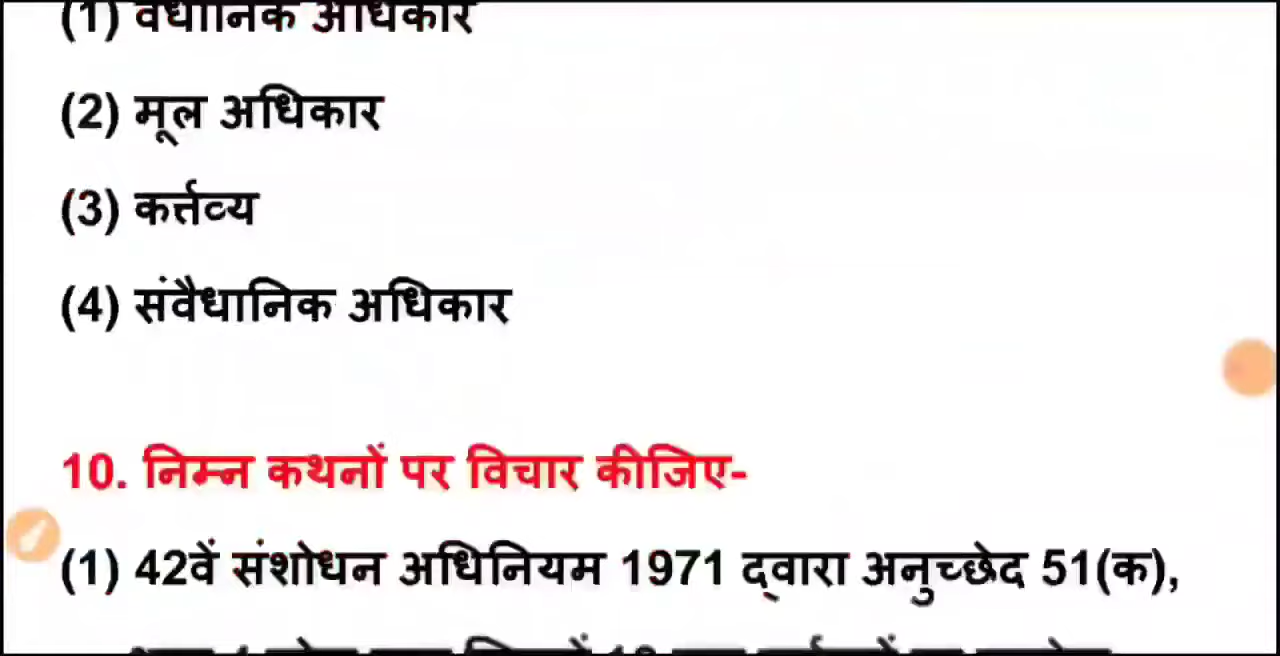 (1) वैधानिक अधिकार
(2) मूल अधिकार
(3) कर्त्तव्य
(4) संवैधानिक अधिकार
10. निम्न कथनों पर विचार कीजिए-
(1) 42वें संशोधन अधिनियम 1971 द्वारा अनुच्छेद 51(क),